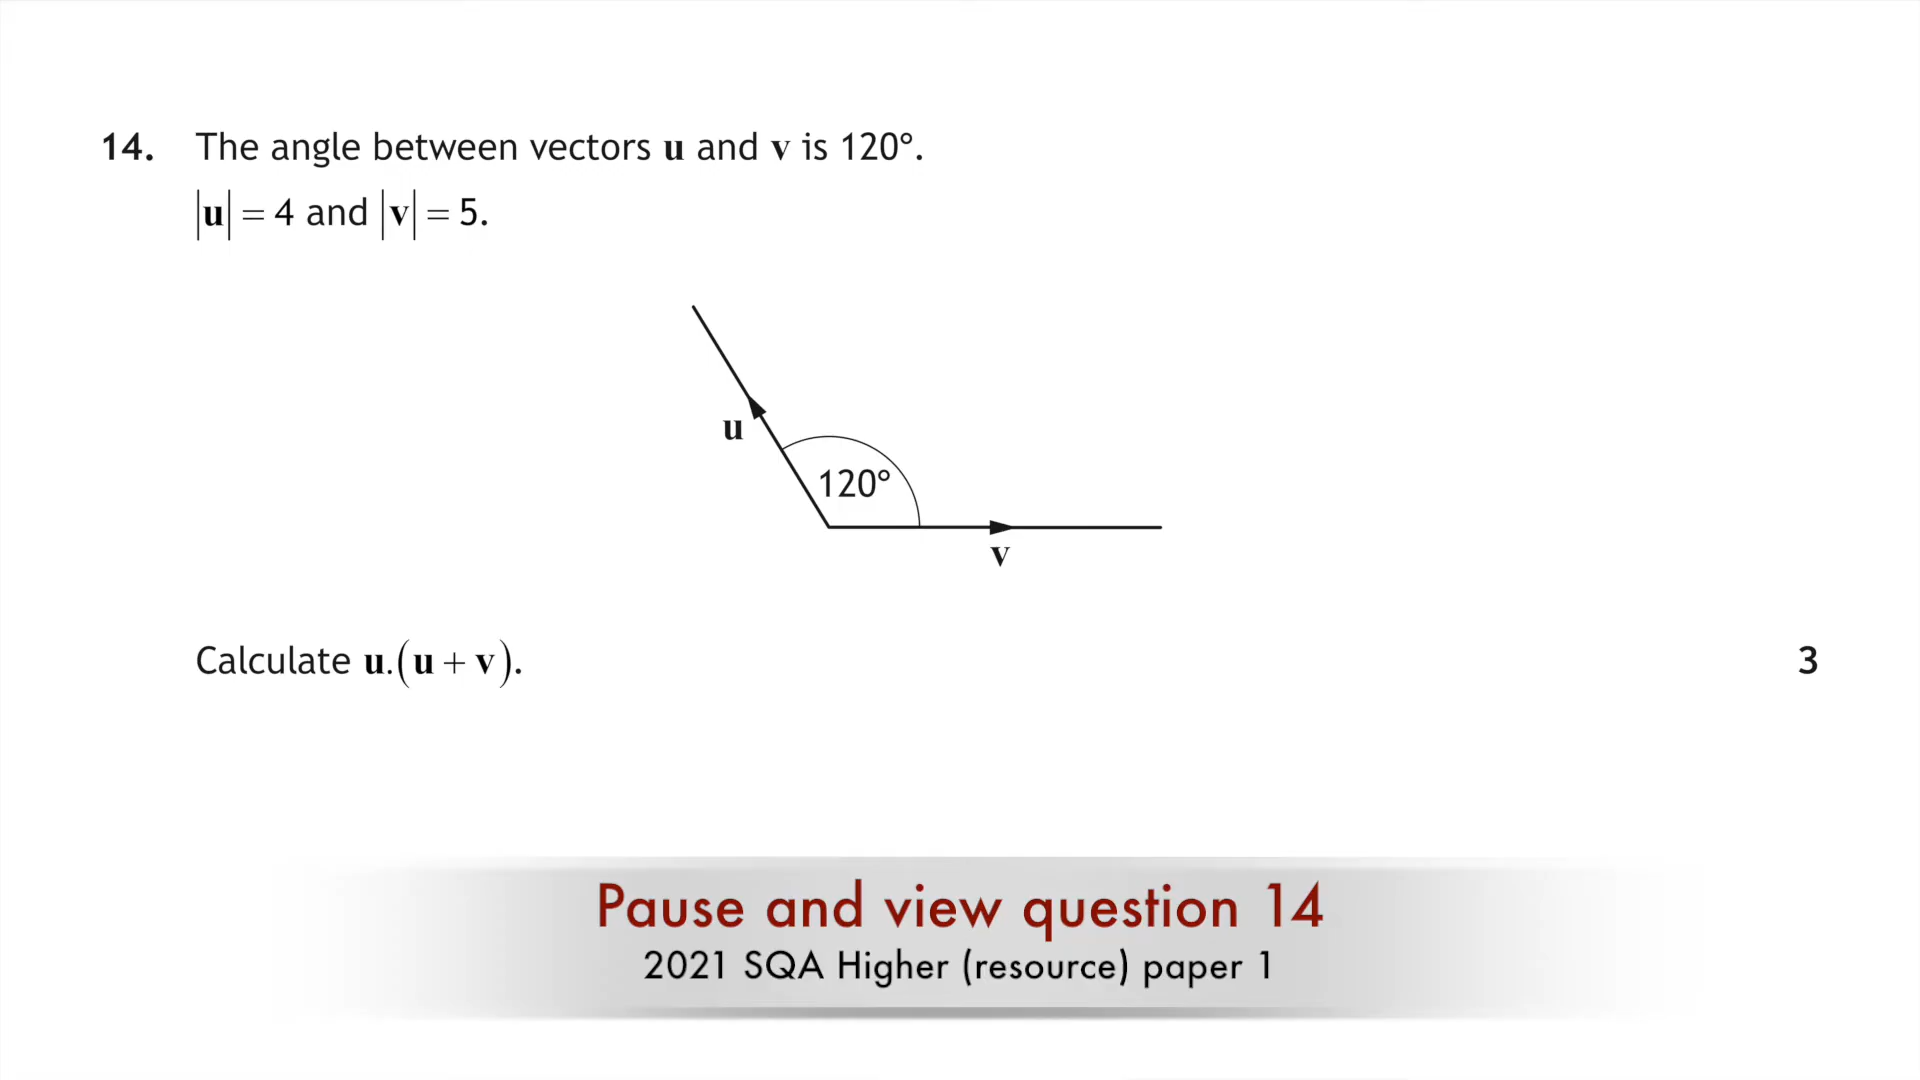 14. The angle between vectors u and v is 120°.
|u| = 4 and |v| = 5.
u
120°
v
Calculate u.(u + v).
3
Pause and view question 14
2021 SQA Higher (resource) paper 1